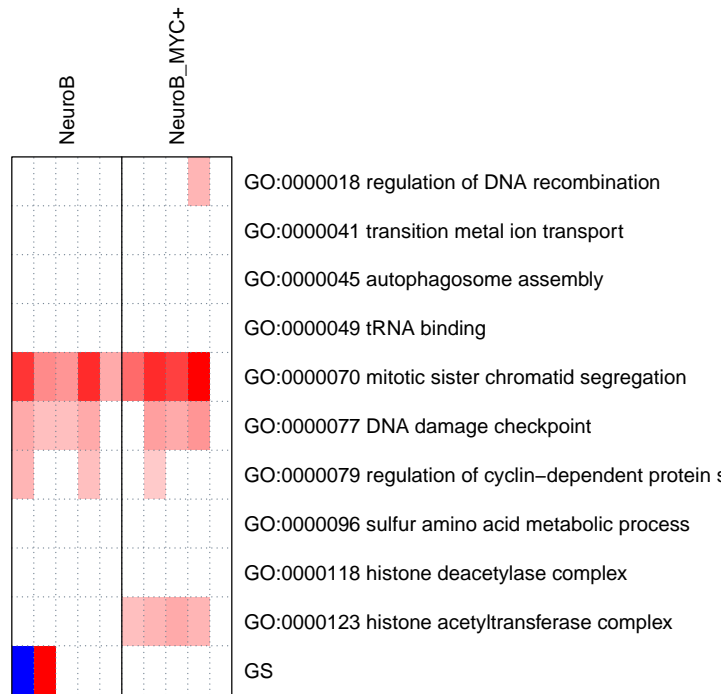 NeuroB
NeuroB_MYC+
GO:0000018 regulation of DNA recombination
GO:0000041 transition metal ion transport
GO:0000045 autophagosome assembly
GO:0000049 tRNA binding
GO:0000070 mitotic sister chromatid segregation
GO:0000077 DNA damage checkpoint
GO:0000079 regulation of cyclin−dependent protein s
GO:0000096 sulfur amino acid metabolic process
GO:0000118 histone deacetylase complex
GO:0000123 histone acetyltransferase complex
GS